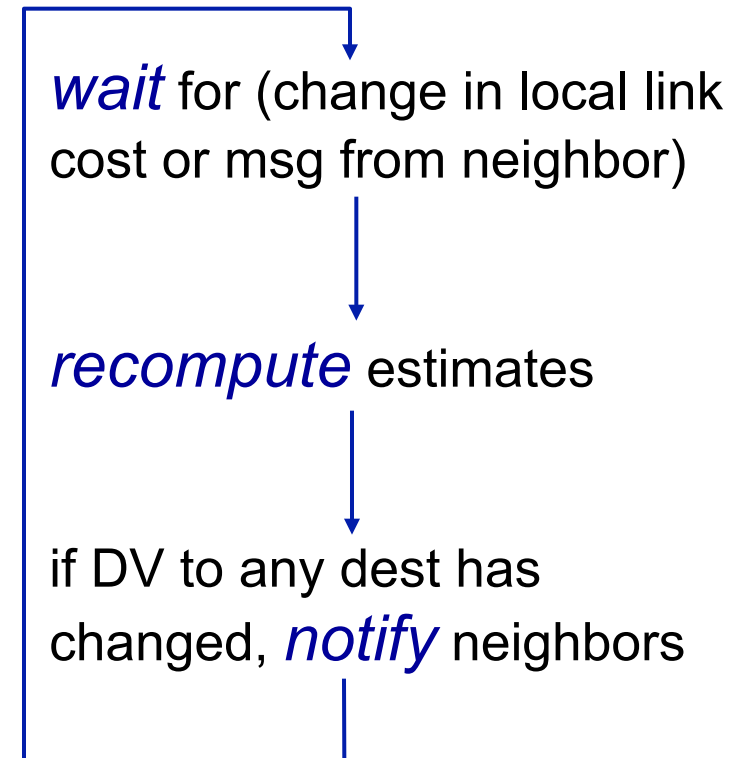 wait for (change in local link
cost or msg from neighbor)
recompute estimates
if DV to any dest has
changed, notify neighbors